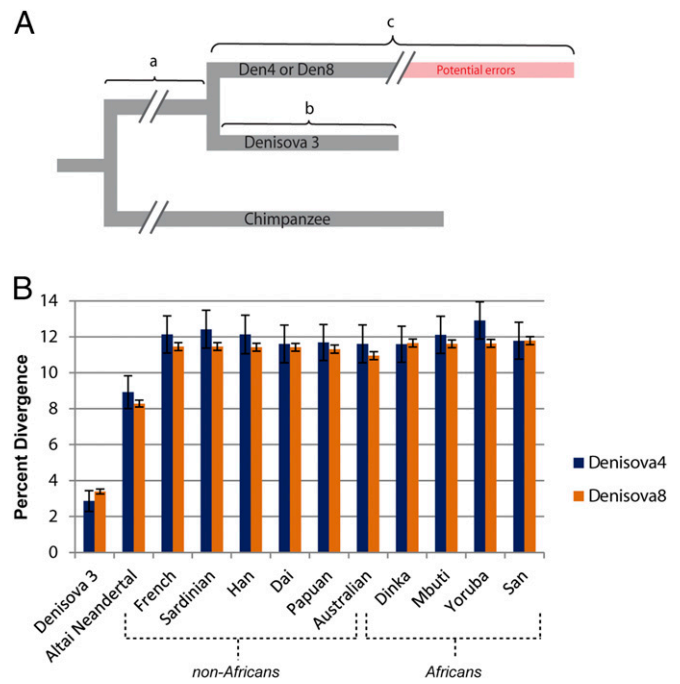 A
c
a
Den4 or Den8
Potential errors
b
Denisova 3
Chimpanzee
B
Percent Divergence
14
12
10
8
6
4
2
0
Denisova4
Denisova8
Denisova 3
Altai Neandertal
French
Sardinian
Han
Dai
Papuan
Australian
Dinka
Mbuti
Yoruba
San
non-Africans
Africans